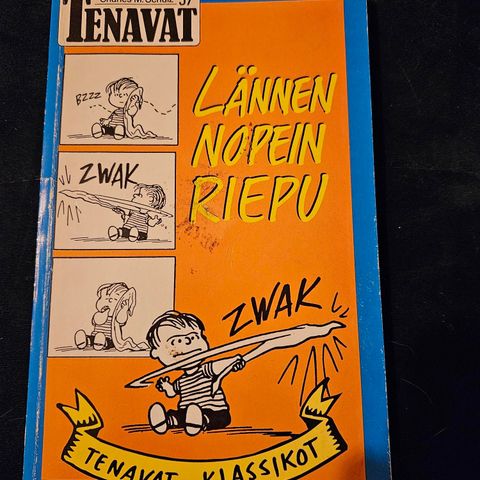 Charles M. Schulz 37
TENAVAT
BZZZ
ZWAK
LÄNNEN
NOPEIN
RIEPU
ZWAK
TENAVAT KLASSIKOT